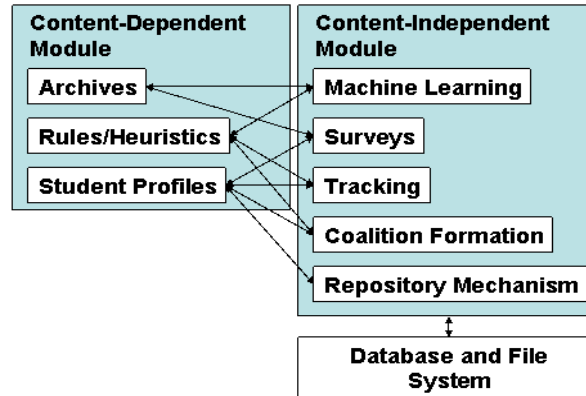 Content-Dependent
Module
Archives
Rules/Heuristics
Student Profiles
Content-Independent
Module
Machine Learning
Surveys
Tracking
Coalition Formation
Repository Mechanism
Database and File
System